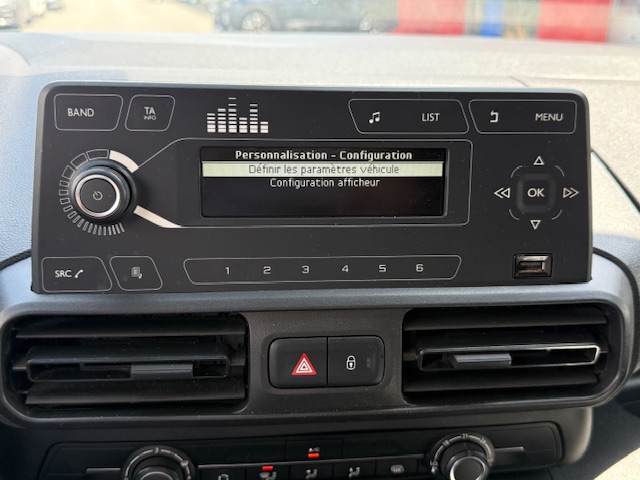 BAND
TA
INFO
LIST
MENU
Personnalisation - Configuration
Définir les paramètres véhicule
Configuration afficheur
OK
SRC
1 2 3 4 5 6